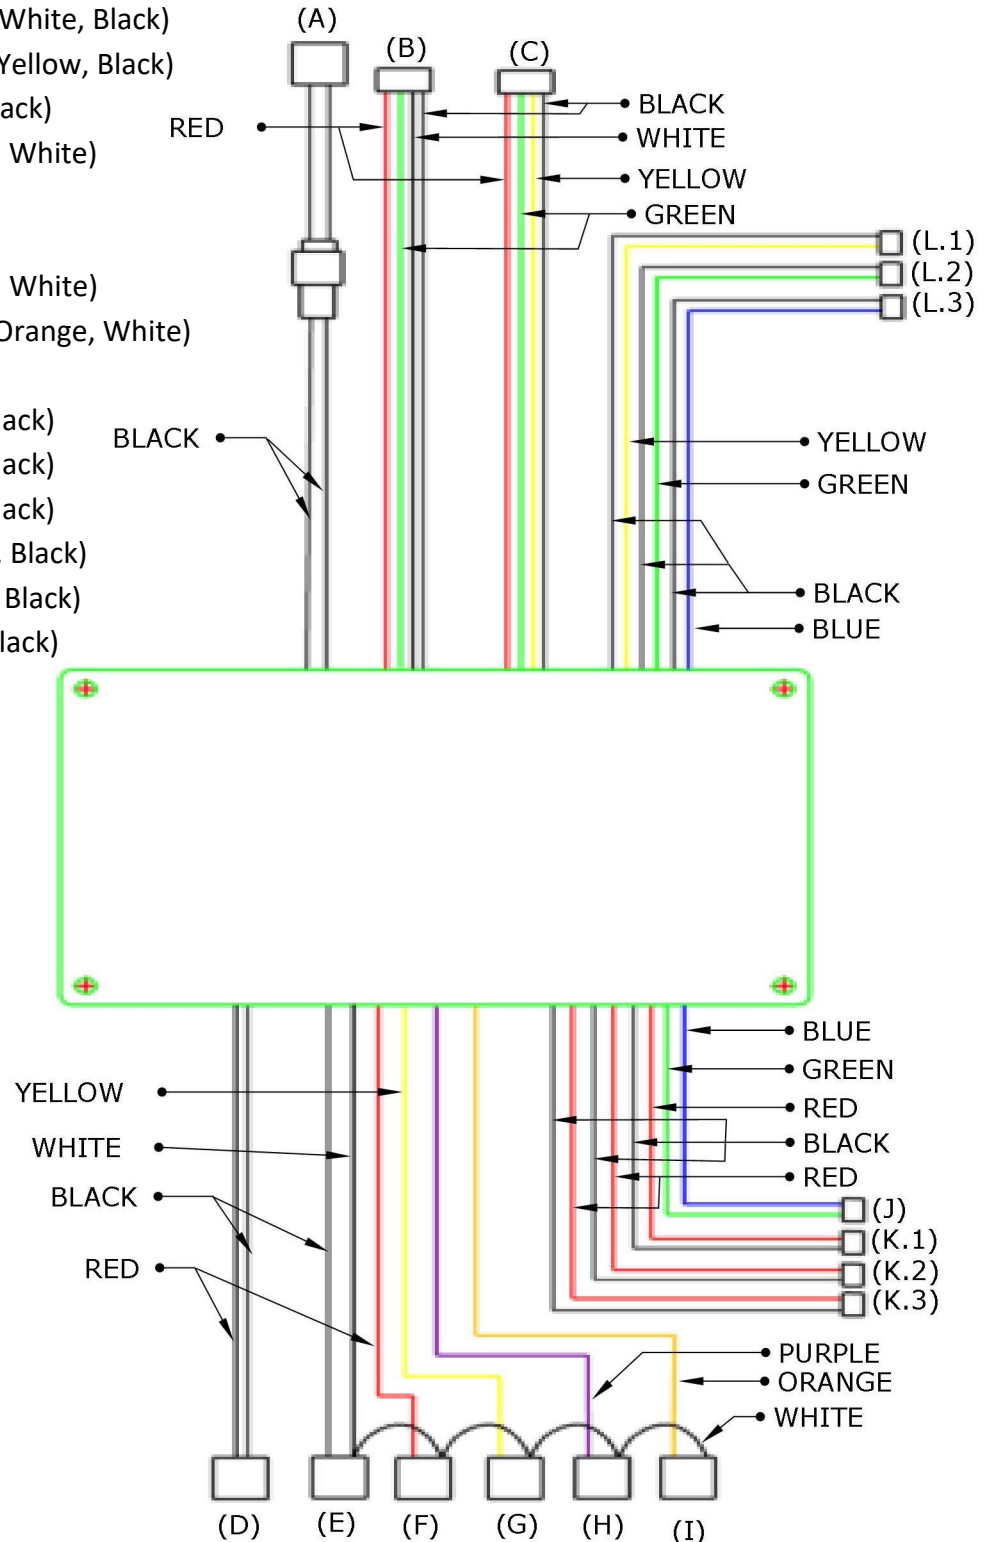 White, Black)
Yellow, Black)
ack)
White)
White)
Orange, White)
ack)
ack)
ack)
Black)
Black)
lack)
(A)
(B)
(C)
RED
BLACK
WHITE
YELLOW
GREEN
(L.1)
(L.2)
(L.3)
BLACK
YELLOW
GREEN
BLACK
BLUE
BLUE
GREEN
RED
BLACK
RED
YELLOW
WHITE
BLACK
RED
(J)
(K.1)
(K.2)
(K.3)
PURPLE
ORANGE
WHITE
(D)
(E)
(F)
(G)
(H)
(I)